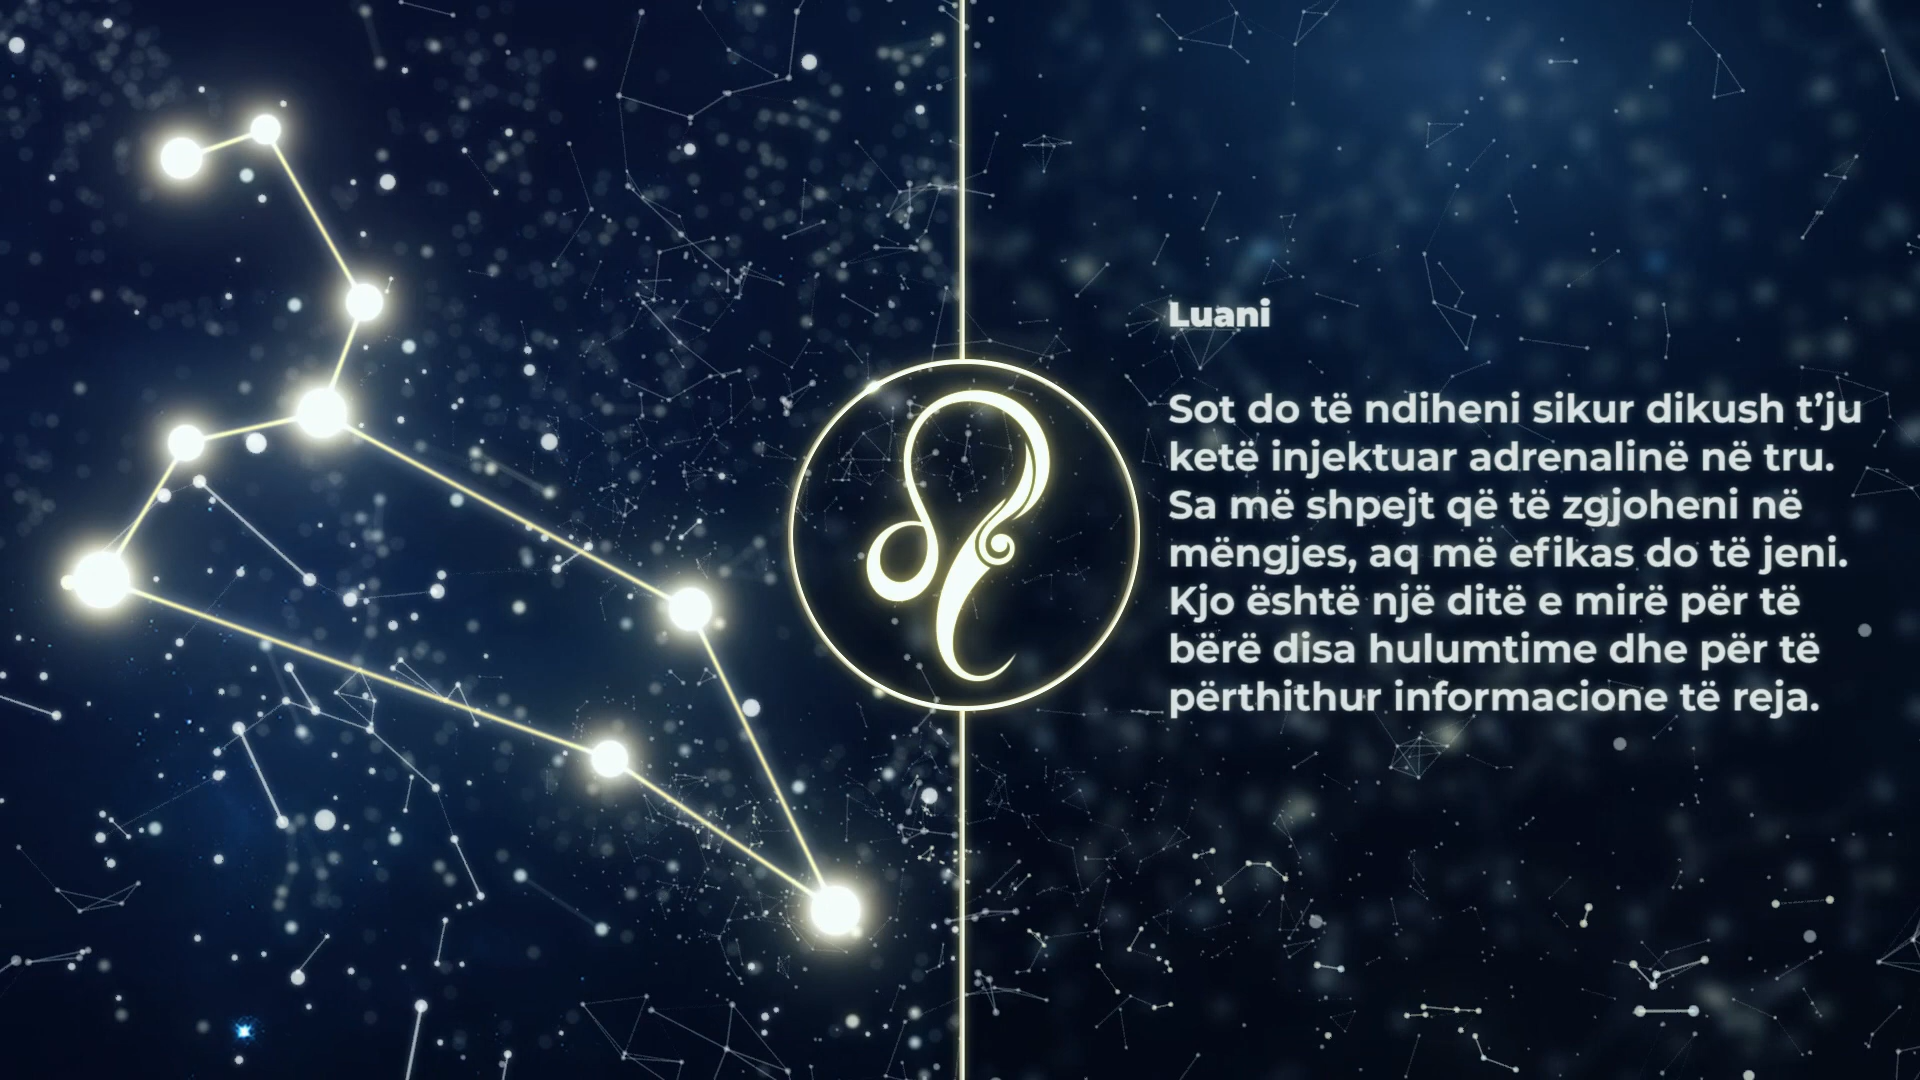 Luani
Sot do të ndiheni sikur dikush t’ju
ketë injektuar adrenalinë në tru.
Sa më shpejt që të zgjoheni në
mëngjes, aq më efikas do të jeni.
Kjo është një ditë e mirë për të
bërë disa hulumtime dhe për të
përthithur informacione të reja.